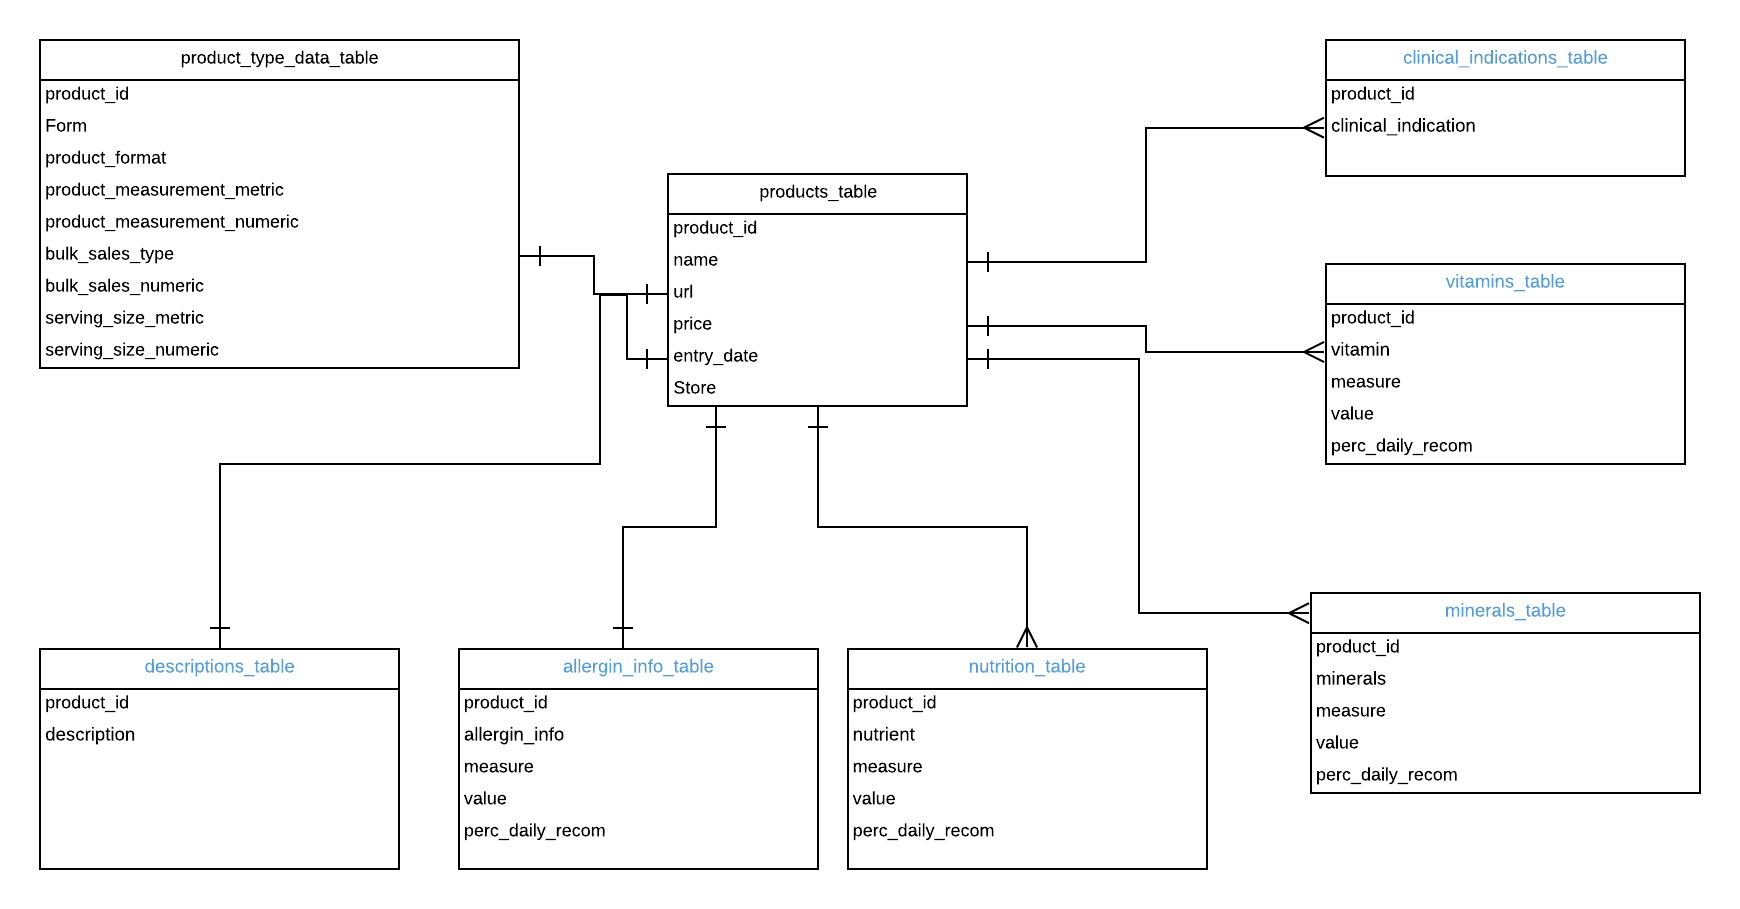 product_type_data_table
product_id
Form
product_format
product_measurement_metric
product_measurement_numeric
bulk_sales_type
bulk_sales_numeric
serving_size_metric
serving_size_numeric
products_table
product_id
name
url
price
entry_date
Store
clinical_indications_table
product_id
clinical_indication
vitamins_table
product_id
vitamin
measure
value
perc_daily_recom
descriptions_table
product_id
description
allergin_info_table
product_id
allergin_info
measure
value
perc_daily_recom
nutrition_table
product_id
nutrient
measure
value
perc_daily_recom
minerals_table
product_id
minerals
measure
value
perc_daily_recom